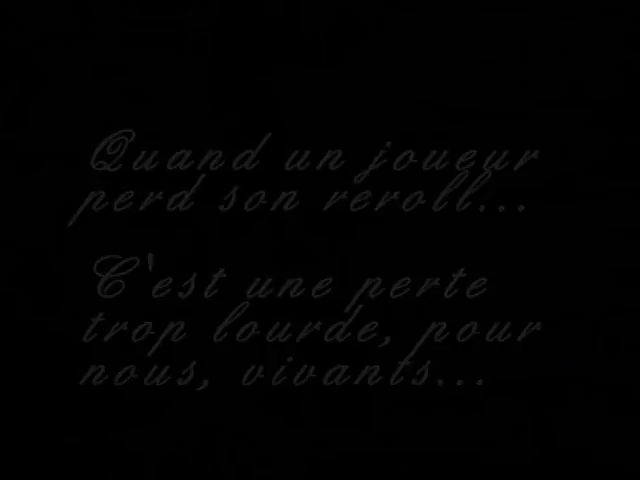 Quand un joueur
perd son reroll...
C'est une perte
trop lourde, pour
nous, vivants...